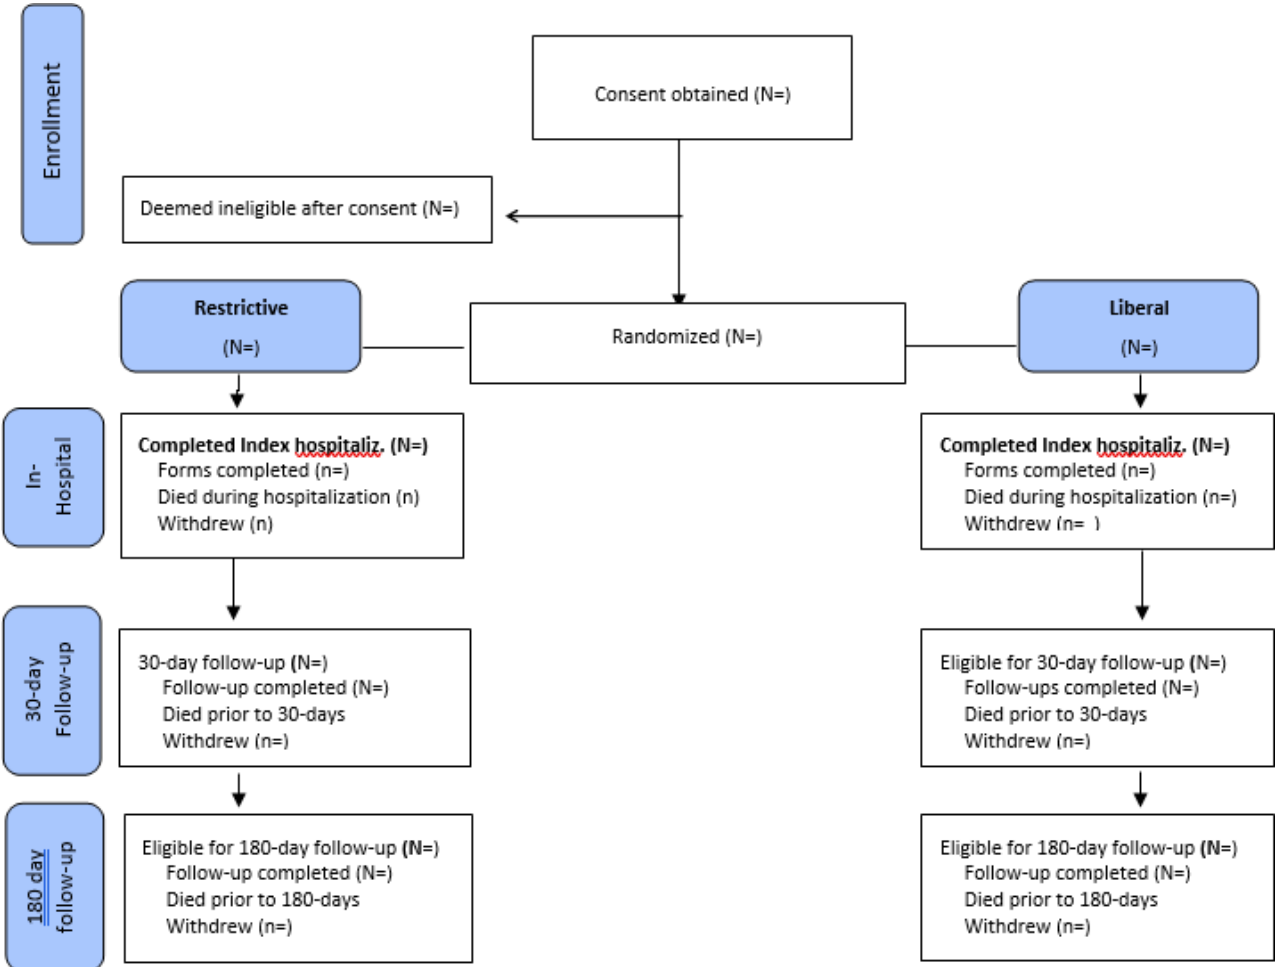 Enrollment
Consent obtained (N=)
Deemed ineligible after consent (N=)
Restrictive
(N=)
Randomized (N=)
Liberal
(N=)
In-
Hospital
Completed Index hospitaliz. (N=)
Forms completed (n=)
Died during hospitalization (n)
Withdrew (n)
Completed Index hospitaliz. (N=)
Forms completed (n=)
Died during hospitalization (n=)
Withdrew (n= )
30-day
Follow-up
30-day follow-up (N=)
Follow-up completed (N=)
Died prior to 30-days
Withdrew (n=)
Eligible for 30-day follow-up (N=)
Follow-ups completed (N=)
Died prior to 30-days
Withdrew (n=)
180 day
follow-up
Eligible for 180-day follow-up (N=)
Follow-up completed (N=)
Died prior to 180-days
Withdrew (n=)
Eligible for 180-day follow-up (N=)
Follow-up completed (N=)
Died prior to 180-days
Withdrew (n=)